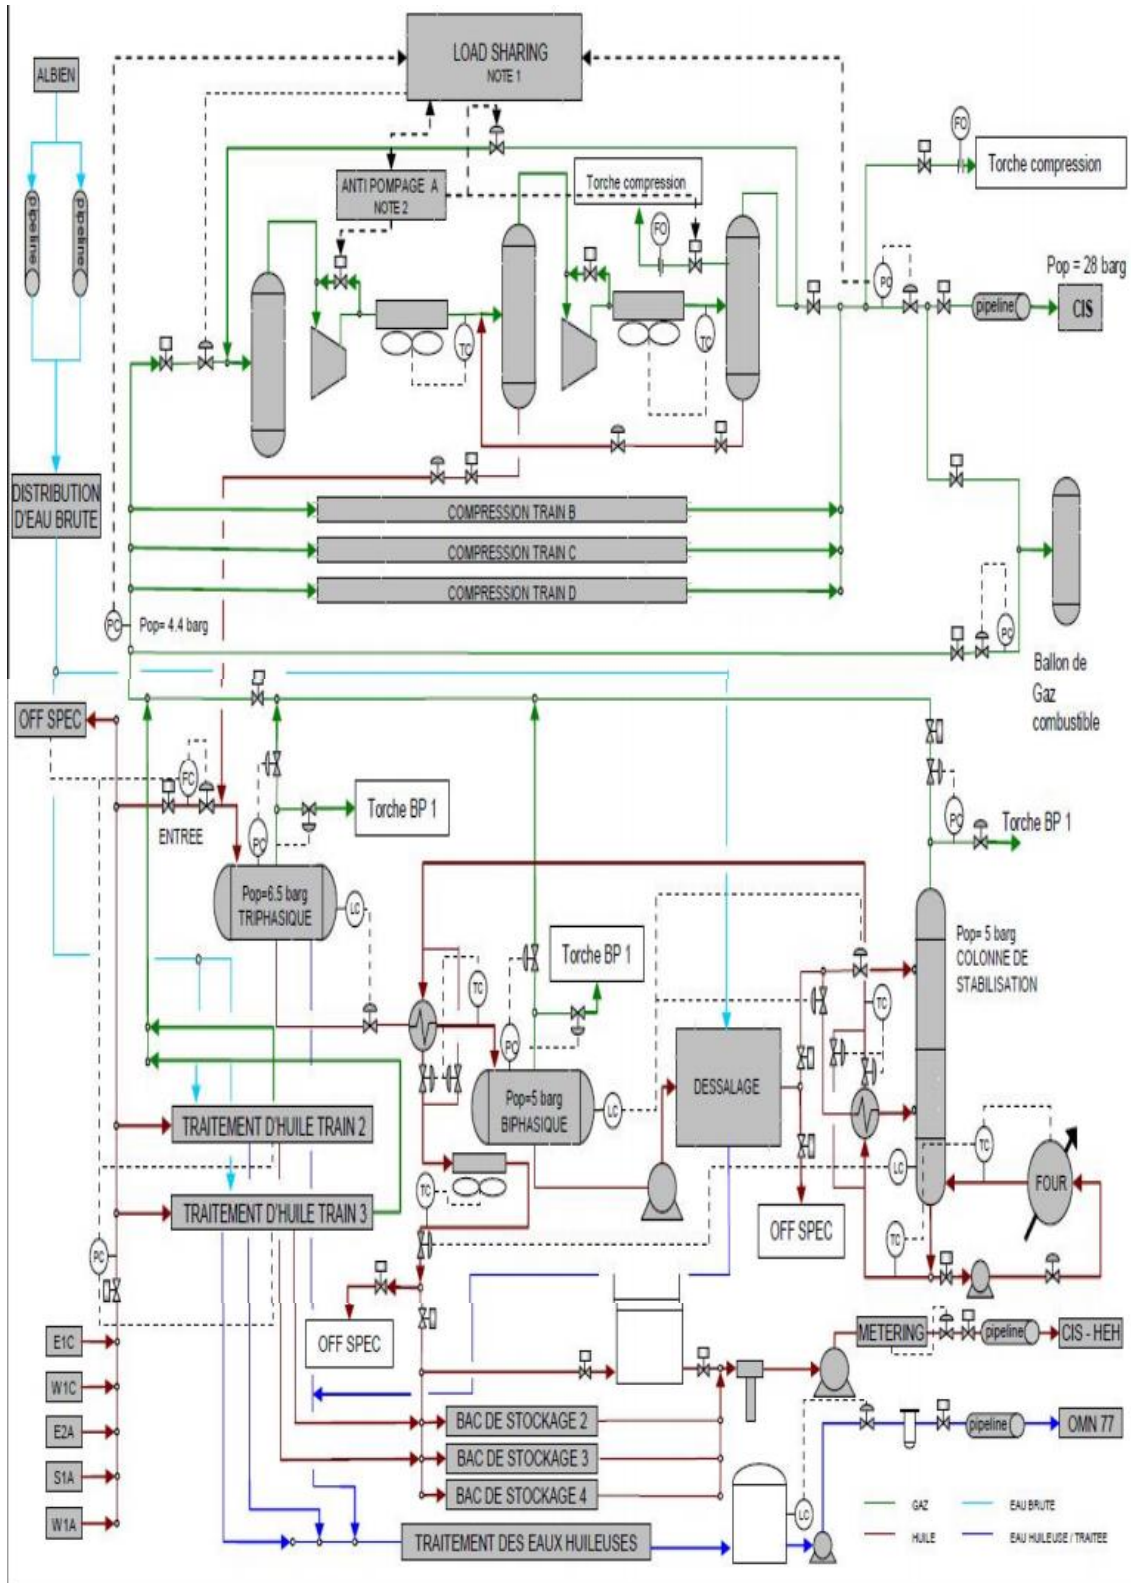 LOAD SHARING
NOTE 1
ALBIEN
FO
Torche compression
pipeline
pipeline
ANTI POMPAGE A
NOTE 2
Torche compression
FO
Pop = 28 barg
PC
pipeline
CIS
TC
TC
DISTRIBUTION
D'EAU BRUTE
COMPRESSION TRAIN B
COMPRESSION TRAIN C
COMPRESSION TRAIN D
PC
Pop= 4.4 barg
PC
Ballon de
Gaz
combustible
OFF SPEC
FC
ENTREE
Torche BP 1
PC
PC
Torche BP 1
Pop=6.5 barg
TRIPHASIQUE
LC
Pop= 5 barg
COLONNE DE
STABILISATION
Torche BP 1
TC
TC
PC
DESSALAGE
Pop=5 barg
BIPHASIQUE
LC
TRAITEMENT D'HUILE TRAIN 2
TC
LC
TC
FOUR
TRAITEMENT D'HUILE TRAIN 3
OFF SPEC
TC
PC
OFF SPEC
E1C
METERING
pipeline
CIS - HEH
W1C
E2A
BAC DE STOCKAGE 2
pipeline
OMN 77
S1A
BAC DE STOCKAGE 3
W1A
BAC DE STOCKAGE 4
LC
GAZ
EAU BRUTE
TRAITEMENT DES EAUX HUILEUSES
HUILE
EAU HUILEUSE / TRAITEE